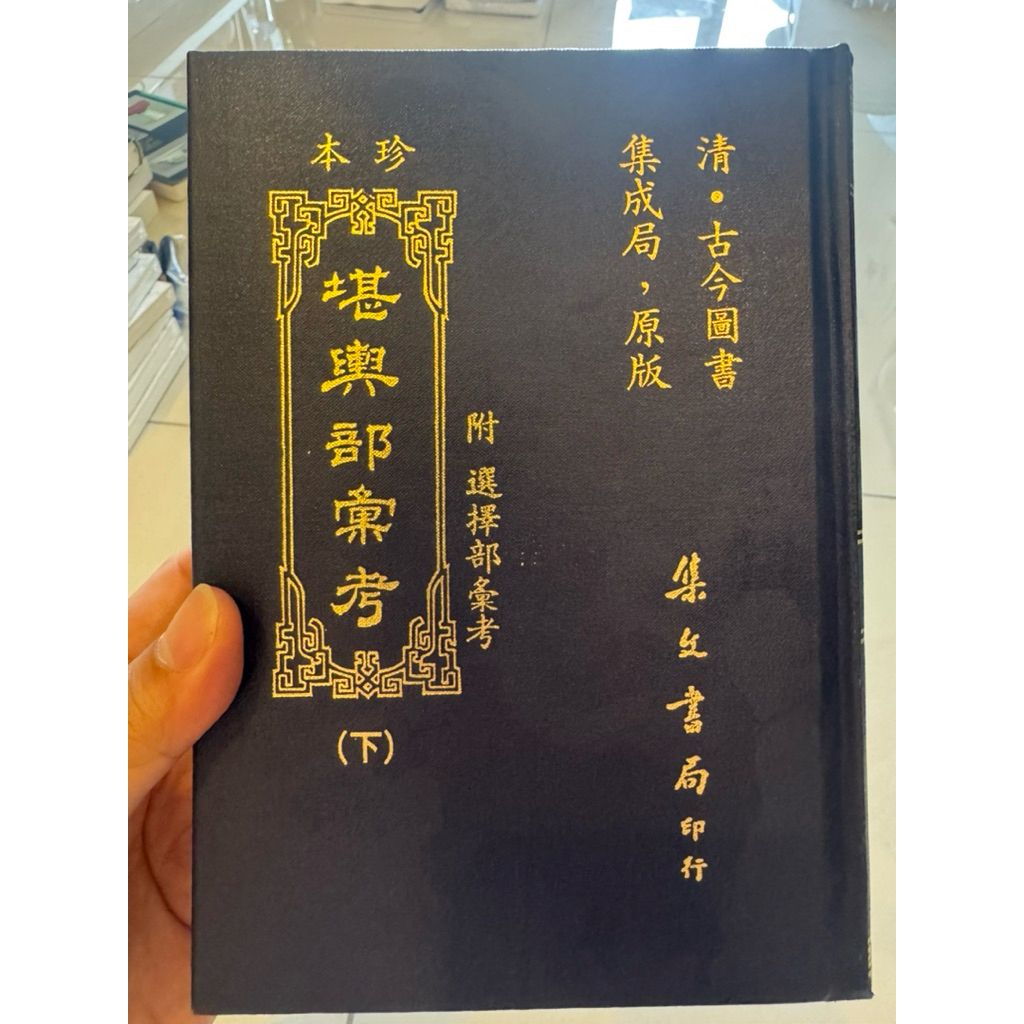 清・古今圖書
集成局，原版
珍本
堪輿部彙考
附 選擇部彙考
(下)
集文書局印行